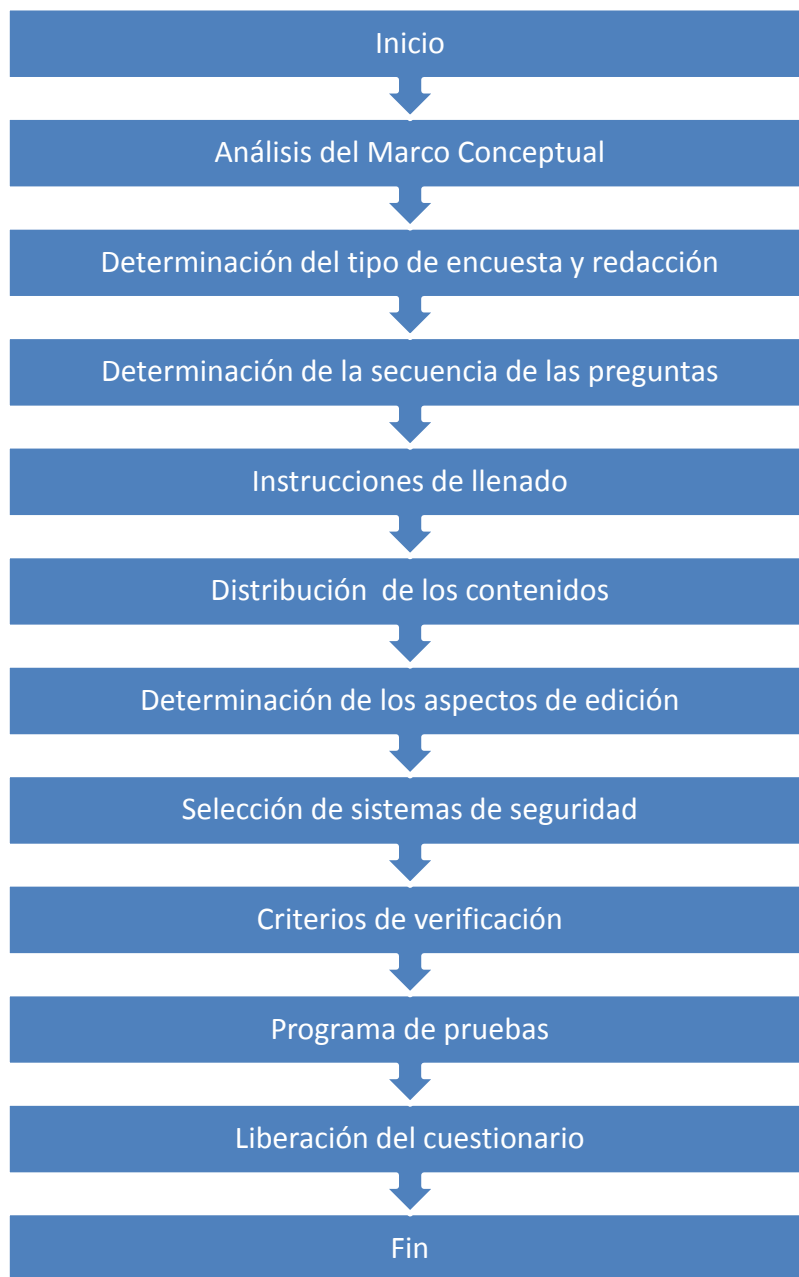 Inicio
Análisis del Marco Conceptual
Determinación del tipo de encuesta y redacción
Determinación de la secuencia de las preguntas
Instrucciones de llenado
Distribución  de los contenidos
Determinación de los aspectos de edición
Selección de sistemas de seguridad
Criterios de verificación
Programa de pruebas
Liberación del cuestionario
Fin